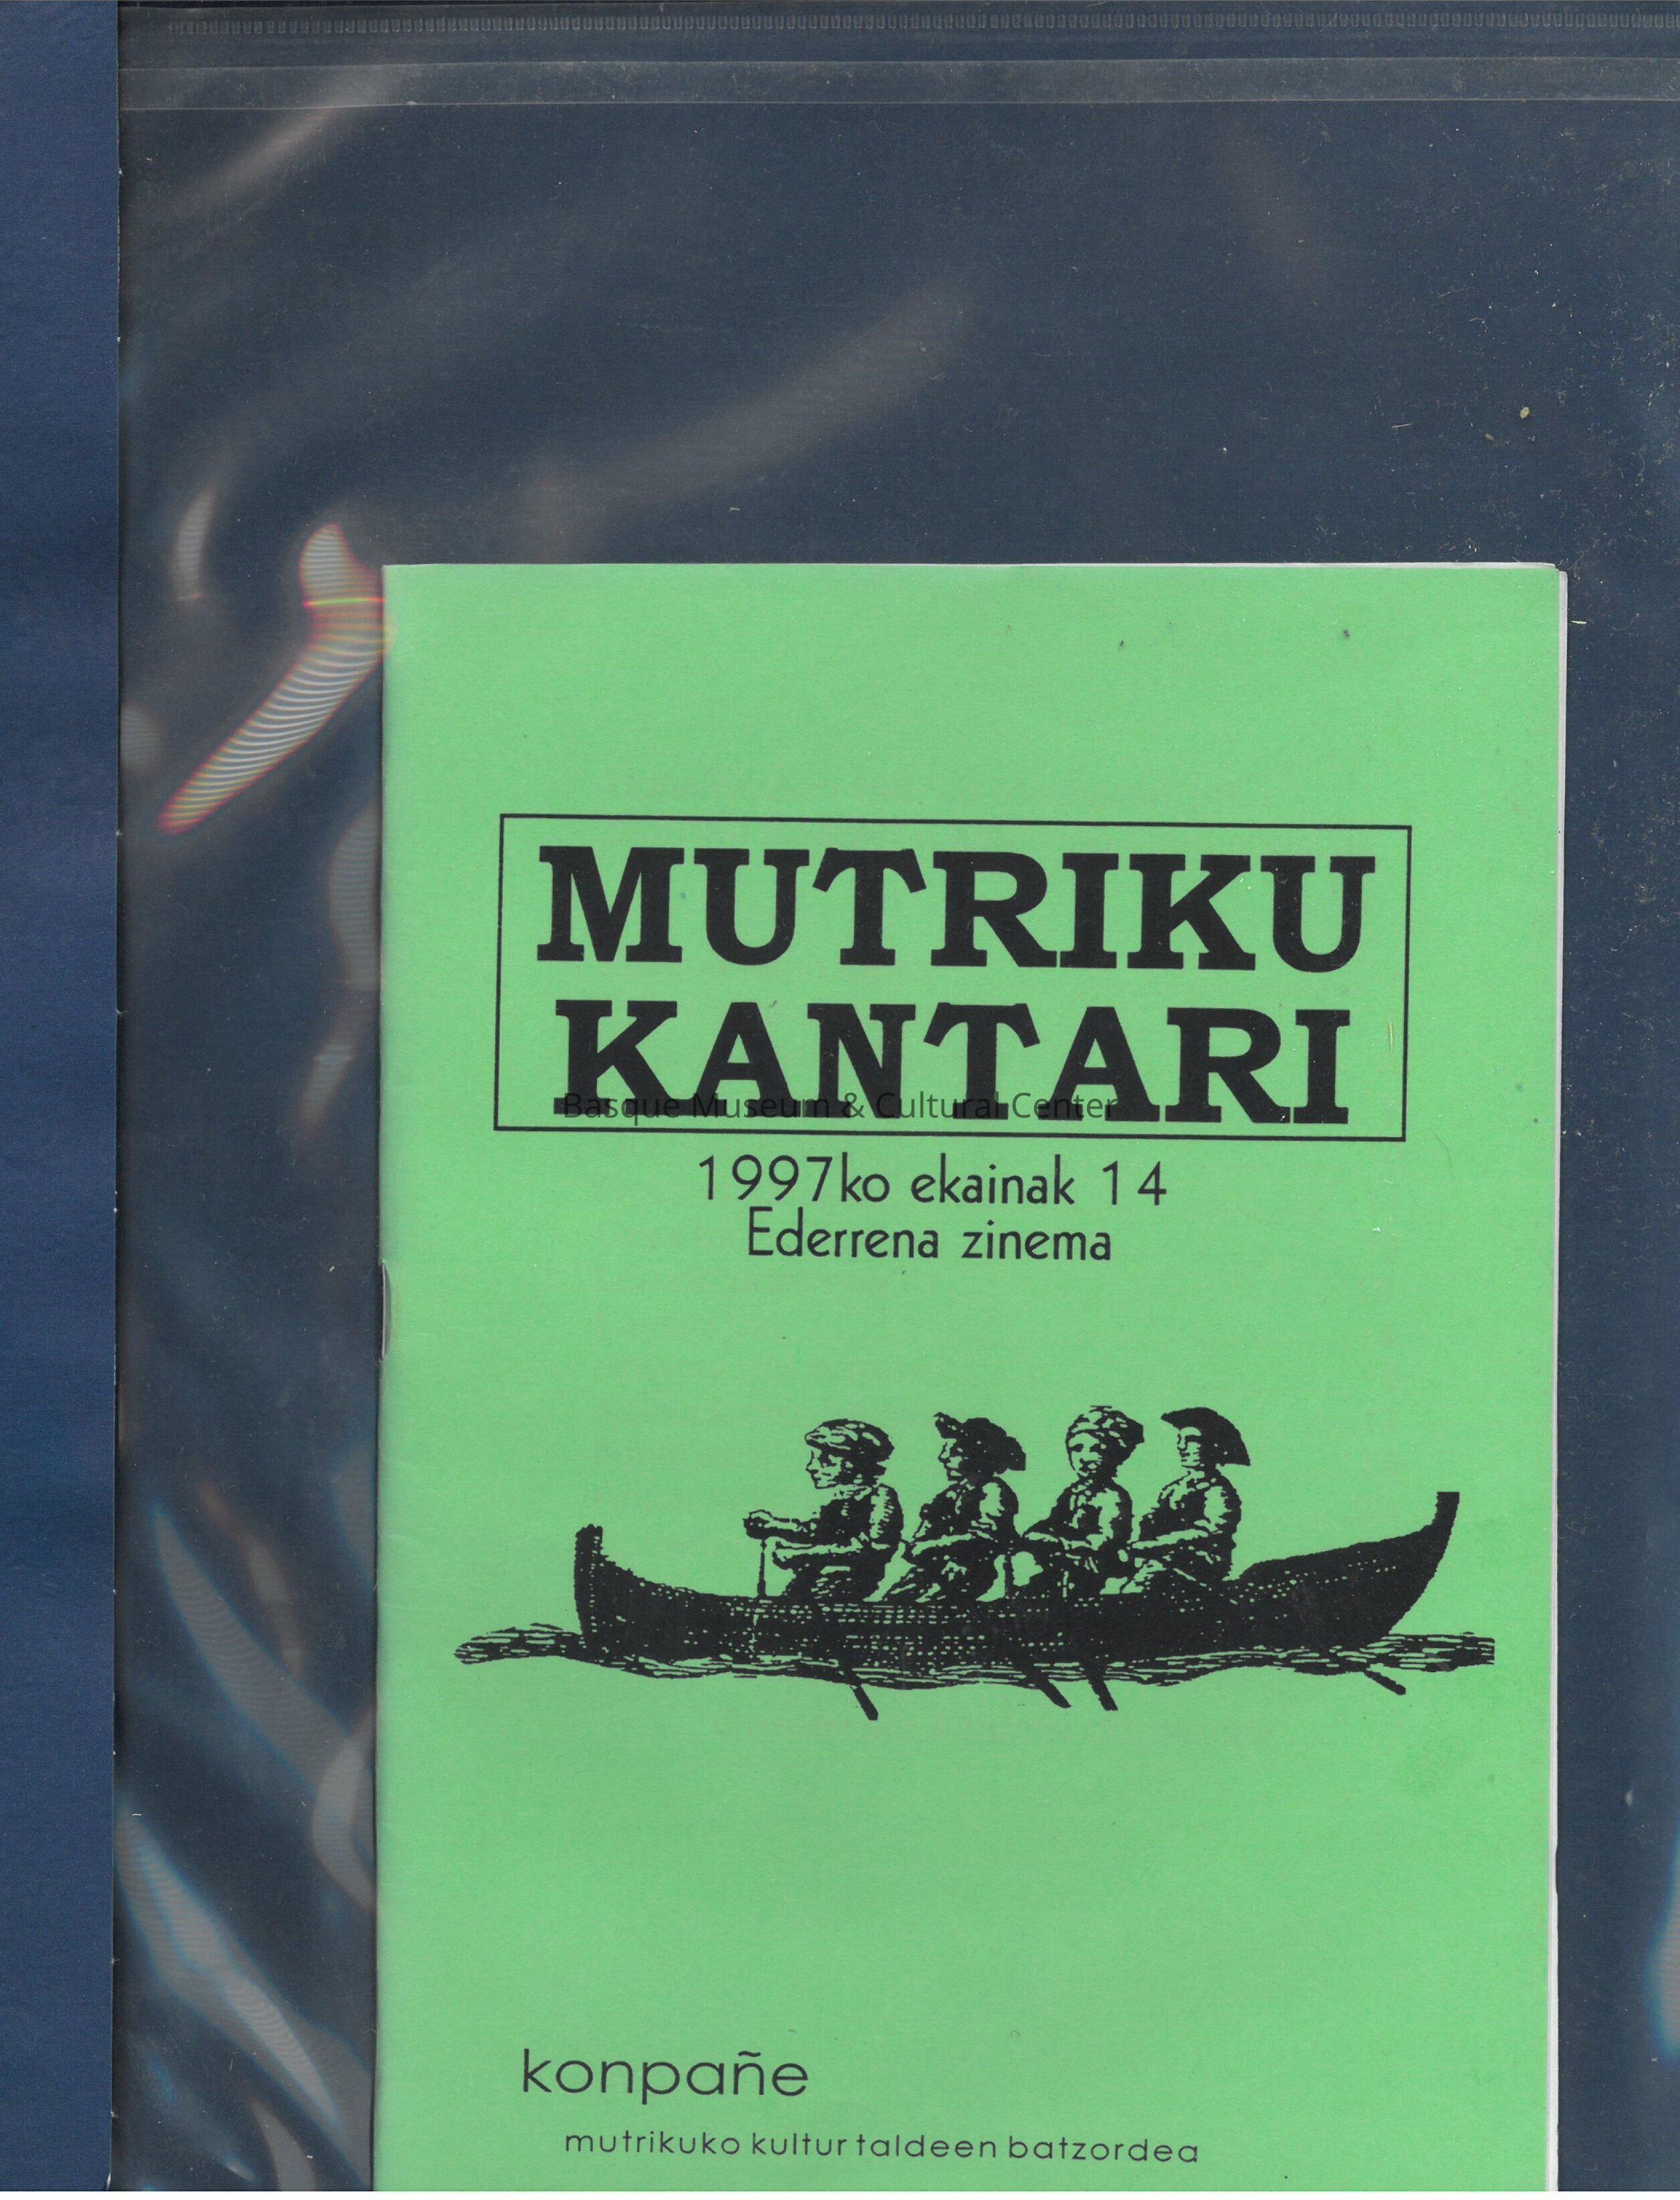 MUTRIKU
KANTARI
Basque Museum & Cultural Center
1997ko ekainak 14
Ederrena zinema
konpañe
mutrikuko kultur taldeen batzordea